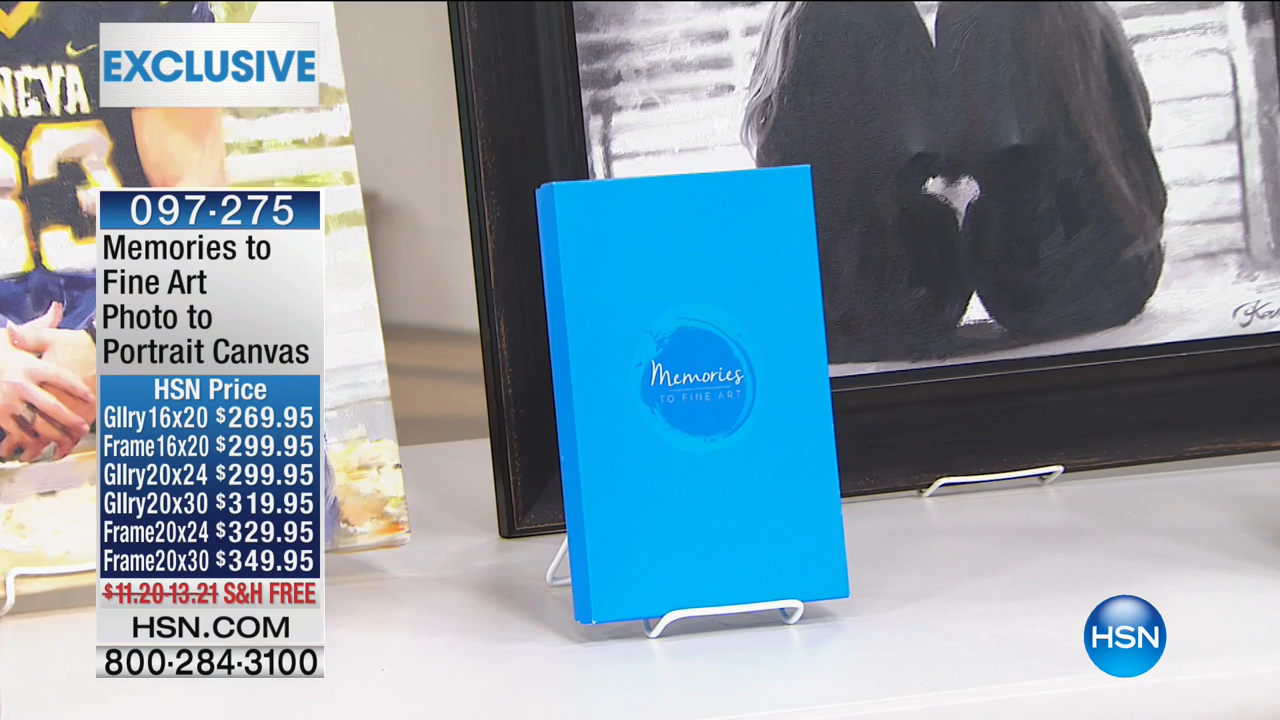 EXCLUSIVE
NEVA
097-275
Memories to
Fine Art
Photo to
Portrait Canvas
HSN Price
Gllry16x20 $269.95
Frame16x20 $299.95
Gllry20x24 $299.95
Gllry20x30 $319.95
Frame20x24 $329.95
Frame20x30 $349.95
$11.20-13.21 S&H FREE
HSN.COM
800-284-3100
Memories
TO FINE ART
HSN